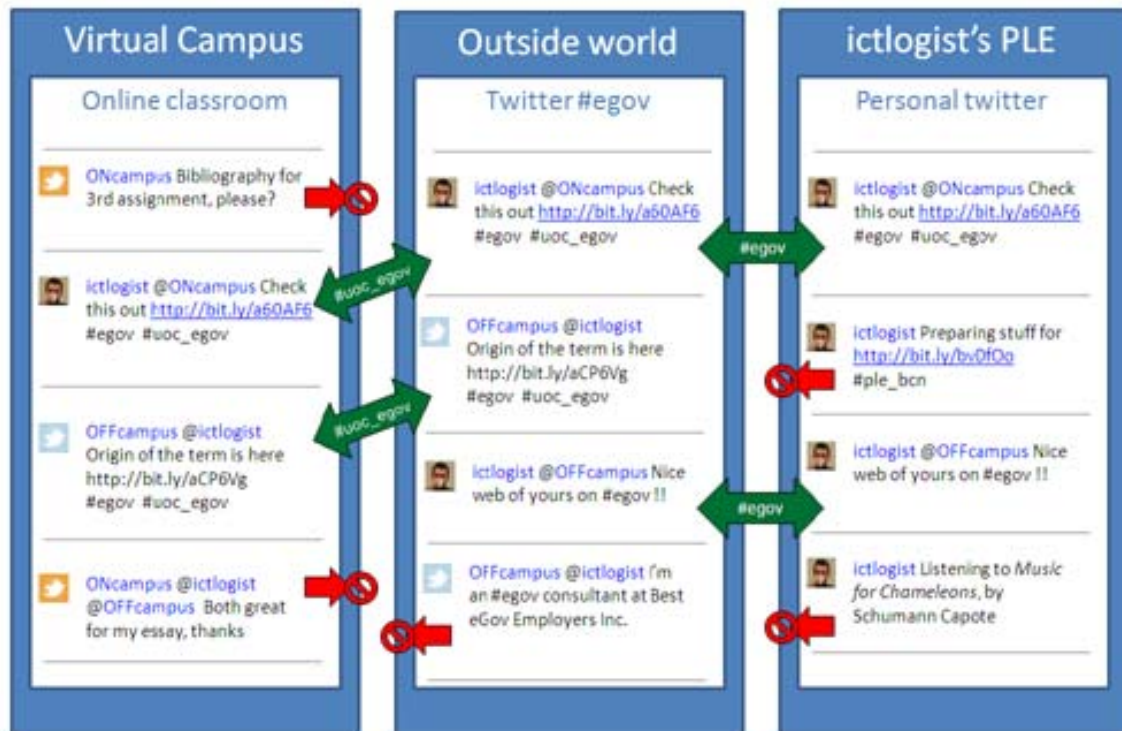 Virtual Campus
Online classroom
ONcampus Bibliography for
3rd assignment, please?
ictlogist @ONcampus Check
this out http://bit.ly/a60AF6
#egov #uoc_egov
OFFcampus @ictlogist
Origin of the term is here
http://bit.ly/aCP6Vg
#egov #uoc_egov
ONcampus @ictlogist
@OFFcampus Both great
for my essay, thanks
#uoc_egov
#uoc_egov
Outside world
Twitter #egov
ictlogist @ONcampus Check
this out http://bit.ly/a60AF6
#egov #uoc_egov
OFFcampus @ictlogist
Origin of the term is here
http://bit.ly/aCP6Vg
#egov #uoc_egov
ictlogist @OFFcampus Nice
web of yours on #egov !!
OFFcampus @ictlogist I'm
an #egov consultant at Best
eGov Employers Inc.
#egov
#egov
ictlogist's PLE
Personal twitter
ictlogist @ONcampus Check
this out http://bit.ly/a60AF6
#egov #uoc_egov
ictlogist Preparing stuff for
http://bit.ly/bv0fOo
#ple_bcn
ictlogist @OFFcampus Nice
web of yours on #egov !!
ictlogist Listening to Music
for Chameleons, by
Schumann Capote